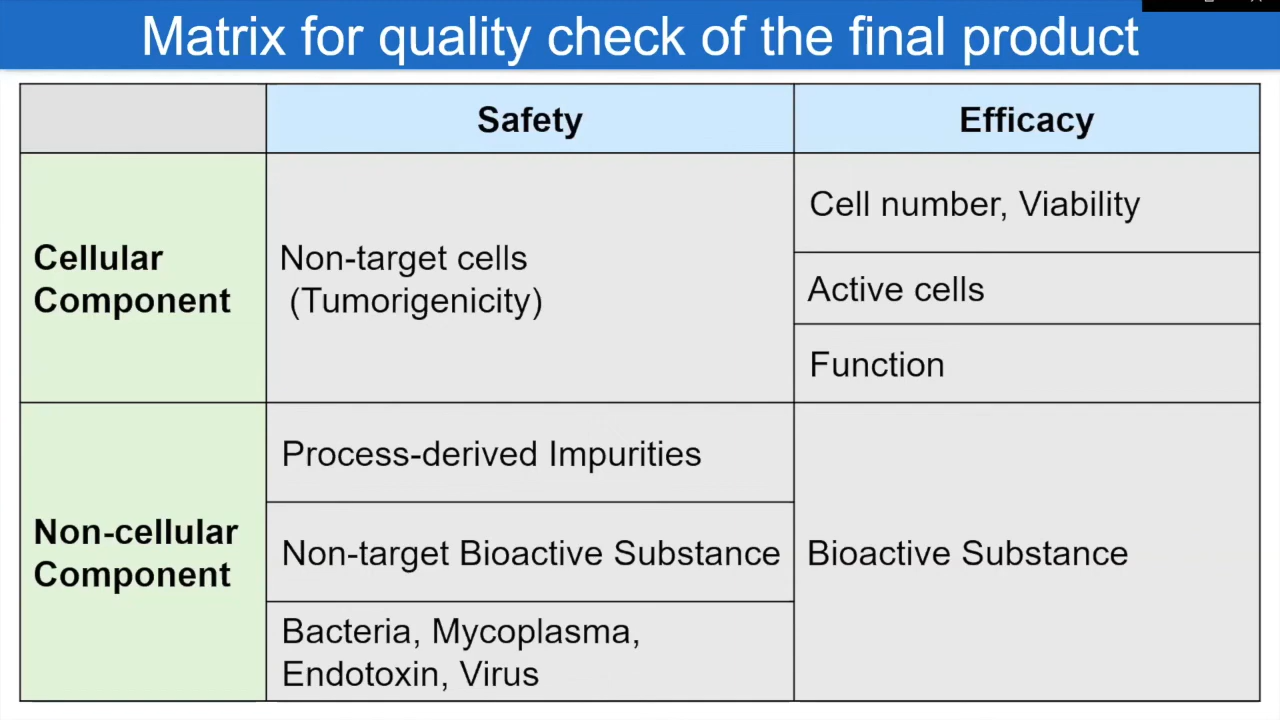 Matrix for quality check of the final product
Safety
Efficacy
Cellular
Component
Non-target cells
(Tumorigenicity)
Cell number, Viability
Active cells
Function
Non-cellular
Component
Process-derived Impurities
Non-target Bioactive Substance
Bacteria, Mycoplasma,
Endotoxin, Virus
Bioactive Substance